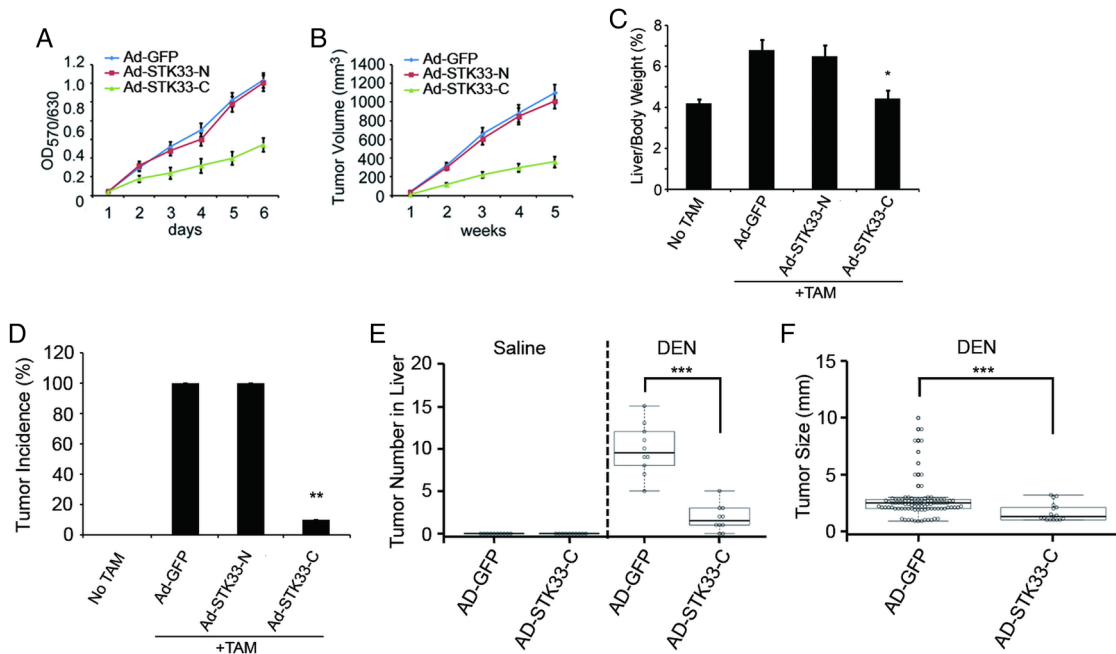 A
Ad-GFP
Ad-STK33-N
Ad-STK33-C
OD570/630
1.2
1.0
0.8
0.6
0.4
0.2
0
1 2 3 4 5 6
days
B
Ad-GFP
Ad-STK33-N
Ad-STK33-C
Tumor Volume (mm3)
1400
1200
1000
800
600
400
200
0
1 2 3 4 5
weeks
C
Liver/Body Weight (%)
8
6
4
2
0
*
No TAM
Ad-GFP
Ad-STK33-N
Ad-STK33-C
+TAM
D
Tumor Incidence (%)
120
100
80
60
40
20
0
**
No TAM
Ad-GFP
Ad-STK33-N
Ad-STK33-C
+TAM
E
Saline DEN
Tumor Number in Liver
20
15
10
5
0
***
AD-GFP
AD-STK33-C
AD-GFP
AD-STK33-C
F
DEN
Tumor Size (mm)
15
10
5
0
***
AD-GFP
AD-STK33-C